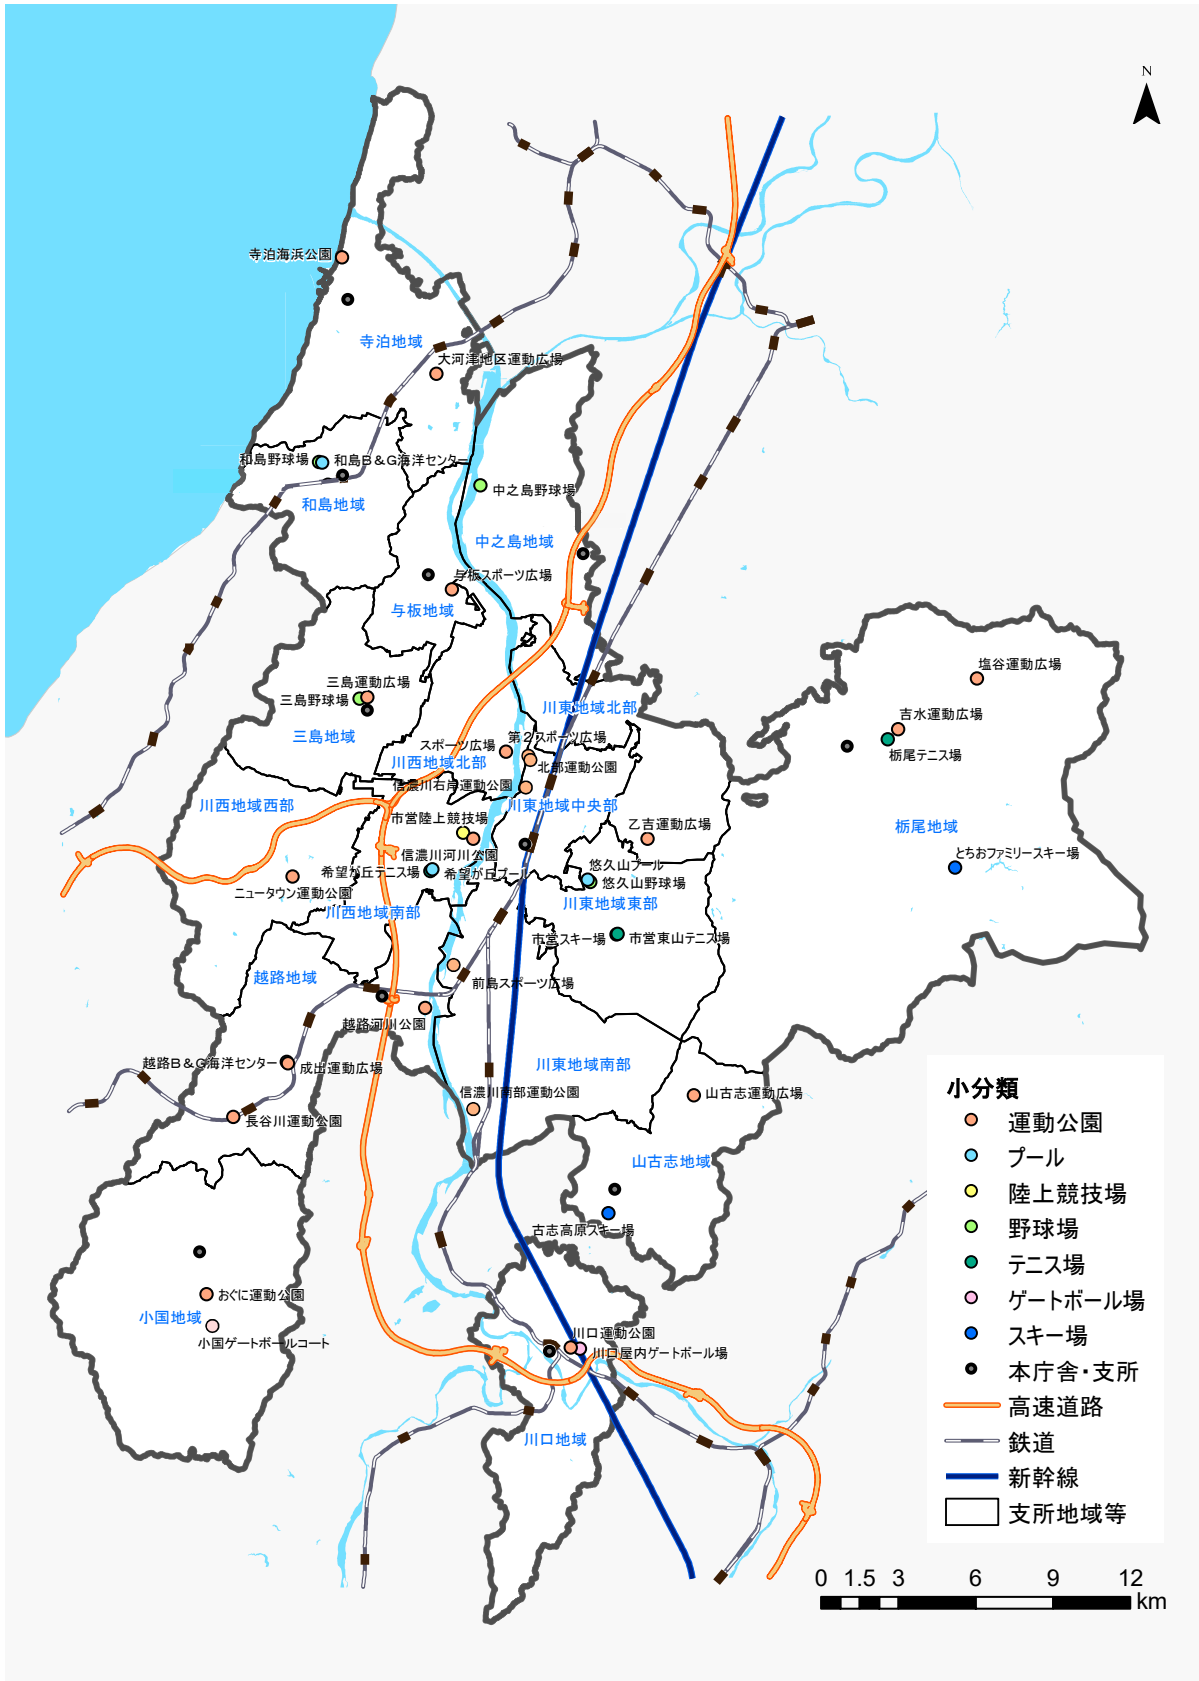 N
寺泊海浜公園
寺泊地域
大河津地区運動広場
和島野球場
和島B&G海洋センター
和島地域
中之島野球場
中之島地域
与板スポーツ広場
与板地域
塩谷運動広場
三島運動広場
三島野球場
川東地域北部
吉水運動広場
三島地域
スポーツ広場
第2スポーツ広場
栃尾テニス場
川西地域北部
北部運動公園
信濃川右岸運動公園
川西地域西部
川東地域中央部
市営陸上競技場
乙吉運動広場
栃尾地域
信濃川河川公園
とちおファミリースキー場
希望が丘テニス場
希望が丘プール
悠久山プール
ニュータウン運動公園
悠久山野球場
川西地域南部
川東地域東部
市営スキー場
市営東山テニス場
越路地域
前島スポーツ広場
越路河川公園
越路B&G海洋センター
成出運動広場
川東地域南部
信濃川南部運動公園
山古志運動広場
長谷川運動公園
山古志地域
古志高原スキー場
おぐに運動公園
小国地域
小国ゲートボールコート
川口運動公園
川口屋内ゲートボール場
川口地域
小分類
運動公園
プール
陸上競技場
野球場
テニス場
ゲートボール場
スキー場
本庁舎・支所
高速道路
鉄道
新幹線
支所地域等
0 1.5 3 6 9 12
km